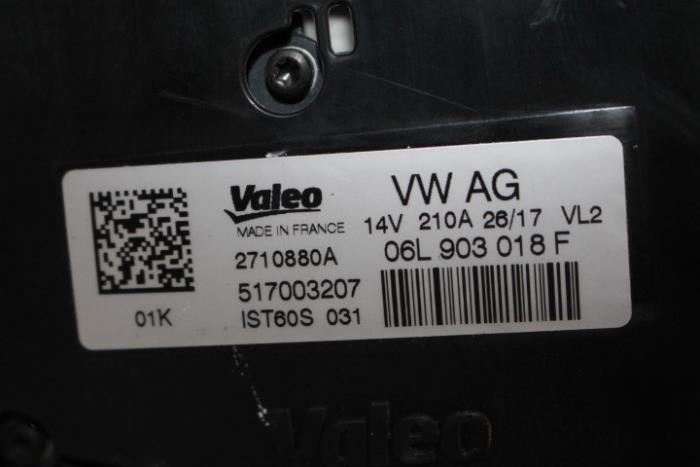 Valeo
MADE IN FRANCE
2710880A
517003207
IST60S 031
01K
VW AG
14V 210A 26/17 VL2
06L 903 018 F
Valeo